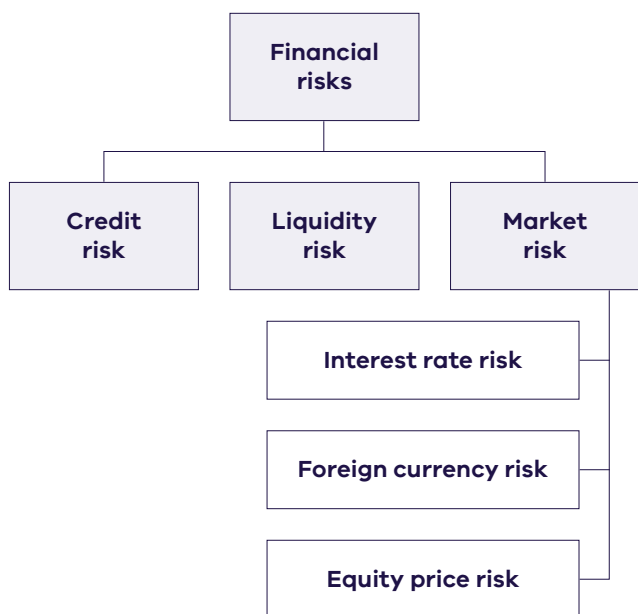 Financial
risks
Credit
risk
Liquidity
risk
Market
risk
Interest rate risk
Foreign currency risk
Equity price risk